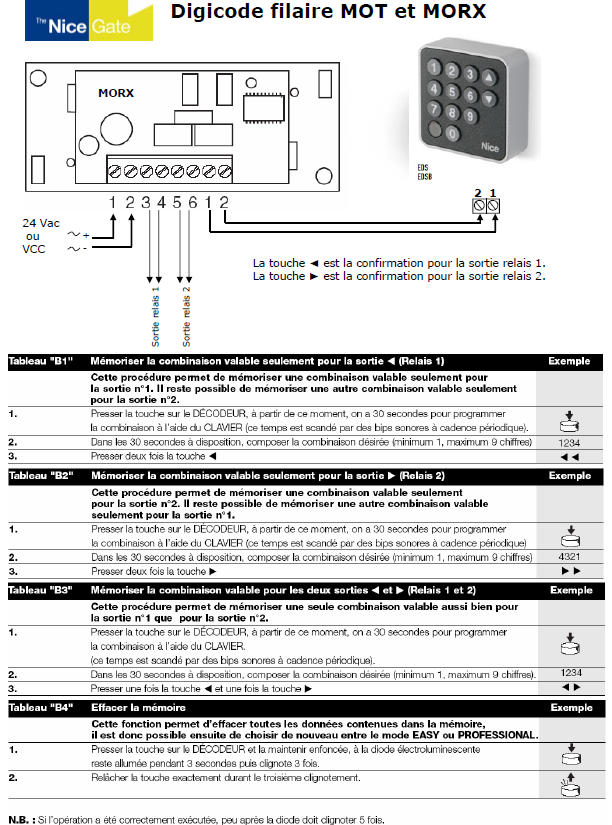 The Nice Gate
Digicode filaire MOT et MORX
MORX
1 2 3 4 5 6 1 2
24 Vac
ou
VCC
+
-
Sortie relais 1
Sortie relais 2
1 2 3
4 5 6
7 8 9
0
Nice
EDS
EDSB
2 1
La touche ◄ est la confirmation pour la sortie relais 1.
La touche ► est la confirmation pour la sortie relais 2.
Tableau "B1" Mémoriser la combinaison valable seulement pour la sortie ◄ (Relais 1) Exemple
Cette procédure permet de mémoriser une combinaison valable seulement pour
la sortie n°1. Il reste possible de mémoriser une autre combinaison valable seulement
pour la sortie n°2.
1. Presser la touche sur le DÉCODEUR, à partir de ce moment, on a 30 secondes pour programmer
la combinaison à l'aide du CLAVIER (ce temps est scandé par des bips sonores à cadence périodique).
2. Dans les 30 secondes à disposition, composer la combinaison désirée (minimum 1, maximum 9 chiffres) 1234
3. Presser deux fois la touche ◄ ◄ ◄
Tableau "B2" Mémoriser la combinaison valable seulement pour la sortie ► (Relais 2) Exemple
Cette procédure permet de mémoriser une combinaison valable seulement
pour la sortie n°2. Il reste possible de mémoriser une autre combinaison valable
seulement pour la sortie n°1.
1. Presser la touche sur le DÉCODEUR, à partir de ce moment, on a 30 secondes pour programmer
la combinaison à l'aide du CLAVIER (ce temps est scandé par des bips sonores à cadence périodique)
2. Dans les 30 secondes à disposition, composer la combinaison désirée (minimum 1, maximum 9 chiffres) 4321
3. Presser deux fois la touche ► ► ►
Tableau "B3" Mémoriser la combinaison valable pour les deux sorties ◄ et ► (Relais 1 et 2) Exemple
Cette procédure permet de mémoriser une seule combinaison valable aussi bien pour
la sortie n°1 que pour la sortie n°2.
1. Presser la touche sur le DÉCODEUR, à partir de ce moment, on a 30 secondes pour programmer
la combinaison à l'aide du CLAVIER.
(ce temps est scandé par des bips sonores à cadence périodique).
2. Dans les 30 secondes à disposition, composer la combinaison désirée (minimum 1, maximum 9 chiffres). 1234
3. Presser une fois la touche ◄ et une fois la touche ► ◄ ►
Tableau "B4" Effacer la mémoire Exemple
Cette fonction permet d'effacer toutes les données contenues dans la mémoire,
il est donc possible ensuite de choisir de nouveau entre le mode EASY ou PROFESSIONAL.
1. Presser la touche sur le DÉCODEUR et la maintenir enfoncée, à la diode électroluminescente
reste allumée pendant 3 secondes puis clignote 3 fois.
2. Relâcher la touche exactement durant le troisième clignotement.
N.B. : Si l'opération a été correctement exécutée, peu après la diode doit clignoter 5 fois.